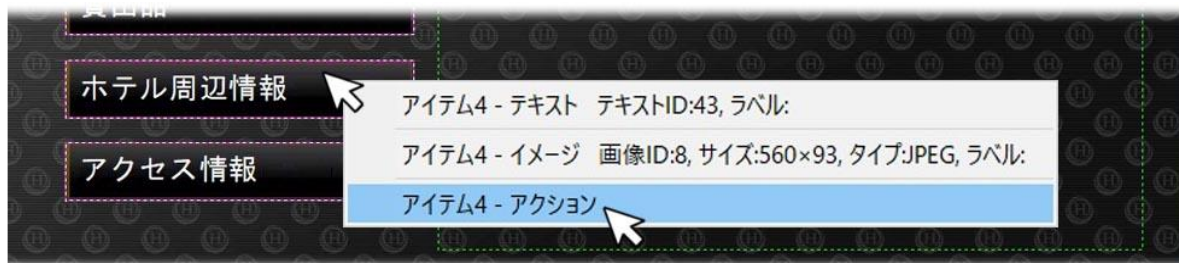 貸出品
ホテル周辺情報
アイテム4 - テキスト テキストID:43, ラベル:
アイテム4 - イメージ 画像ID:8, サイズ:560×93, タイプ:JPEG, ラベル:
アクセス情報
アイテム4 - アクション